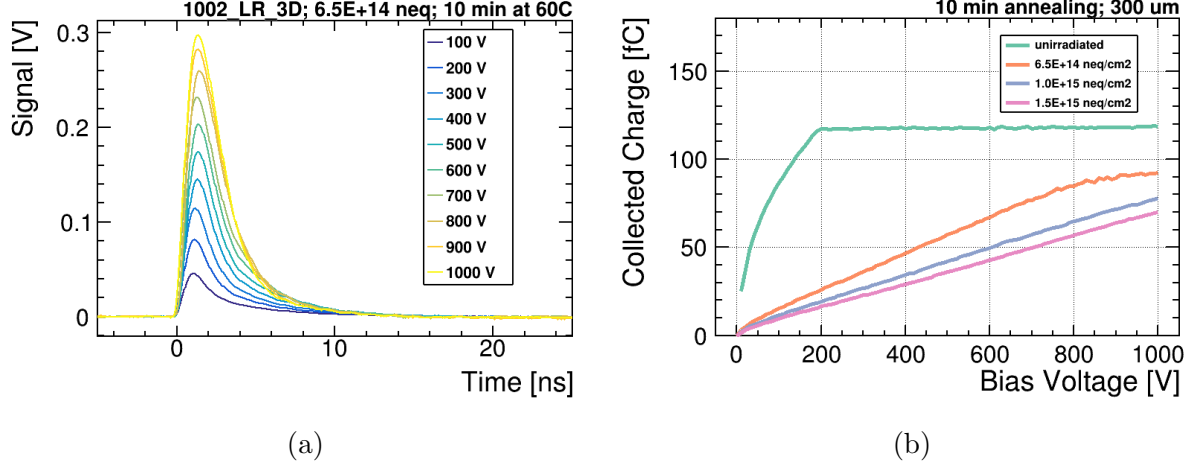 1002_LR_3D; 6.5E+14 neq; 10 min at 60C
Signal [V]
0.3
0.2
0.1
0
100 V
200 V
300 V
400 V
500 V
600 V
700 V
800 V
900 V
1000 V
0
10
20
Time [ns]
(a)
10 min annealing; 300 um
Collected Charge [fC]
150
100
50
0
unirradiated
6.5E+14 neq/cm2
1.0E+15 neq/cm2
1.5E+15 neq/cm2
0
200
400
600
800
1000
Bias Voltage [V]
(b)